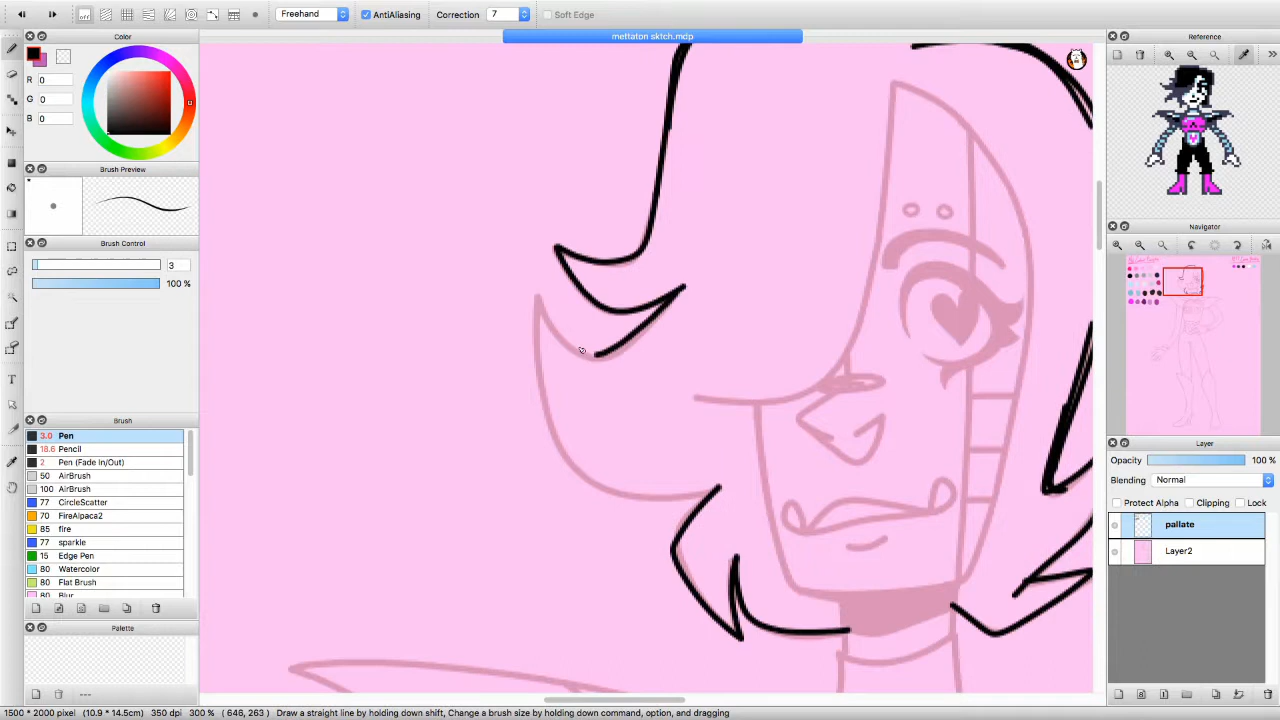 off
Freehand
AntiAliasing
Correction
7
Soft Edge
mettaton sktch.mdp
Color
R
0
G
0
B
0
Brush Preview
Brush Control
3
100 %
Brush
3.0 Pen
18.6 Pencil
2 Pen (Fade In/Out)
50 AirBrush
100 AirBrush
77 CircleScatter
70 FireAlpaca2
85 fire
77 sparkle
15 Edge Pen
80 Watercolor
80 Flat Brush
80 Blur
Palette
---
Reference
Navigator
Layer
Opacity
100 %
Blending
Normal
Protect Alpha
Clipping
Lock
pallate
Layer2
1500 * 2000 pixel (10.9 * 14.5cm) 350 dpi 300 % ( 646, 263 ) Draw a straight line by holding down shift, Change a brush size by holding down command, option, and dragging